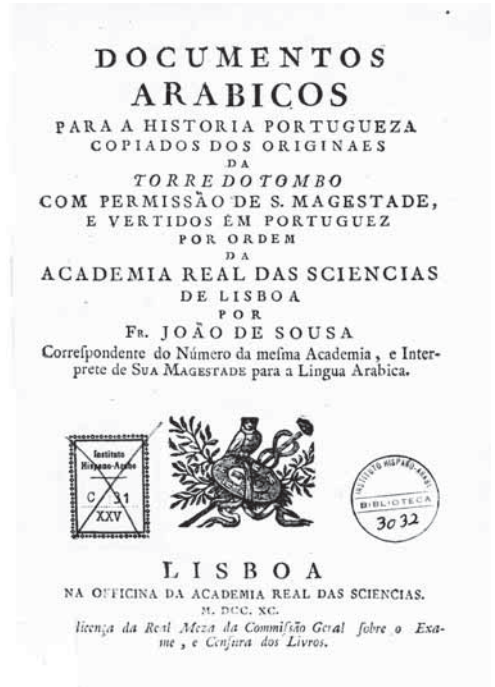 DOCUMENTOS
ARABICOS
PARA A HISTORIA PORTUGUEZA
COPIADOS DOS ORIGINAES
DA
TORRE DO TOMBO
COM PERMISSÃO DE S. MAGESTADE,
E VERTIDOS EM PORTUGUEZ
POR ORDEM
DA
ACADEMIA REAL DAS SCIENCIAS
DE LISBOA
POR
FR. JOÃO DE SOUSA
Correſpondente do Número da meſma Academia, e Inter-
prete de SUA MAGESTADE para a Lingua Arabica.
Instituto
Hispano-Arabe
C 31
XXV
INSTITUTO HISPANO-ARABE
BIBLIOTECA
3032
LISBOA
NA OFFICINA DA ACADEMIA REAL DAS SCIENCIAS.
M. DCC. XC.
licença da Real Meza da Commiſsão Geral ſobre o Exa-
me, e Cenſura dos Livros.